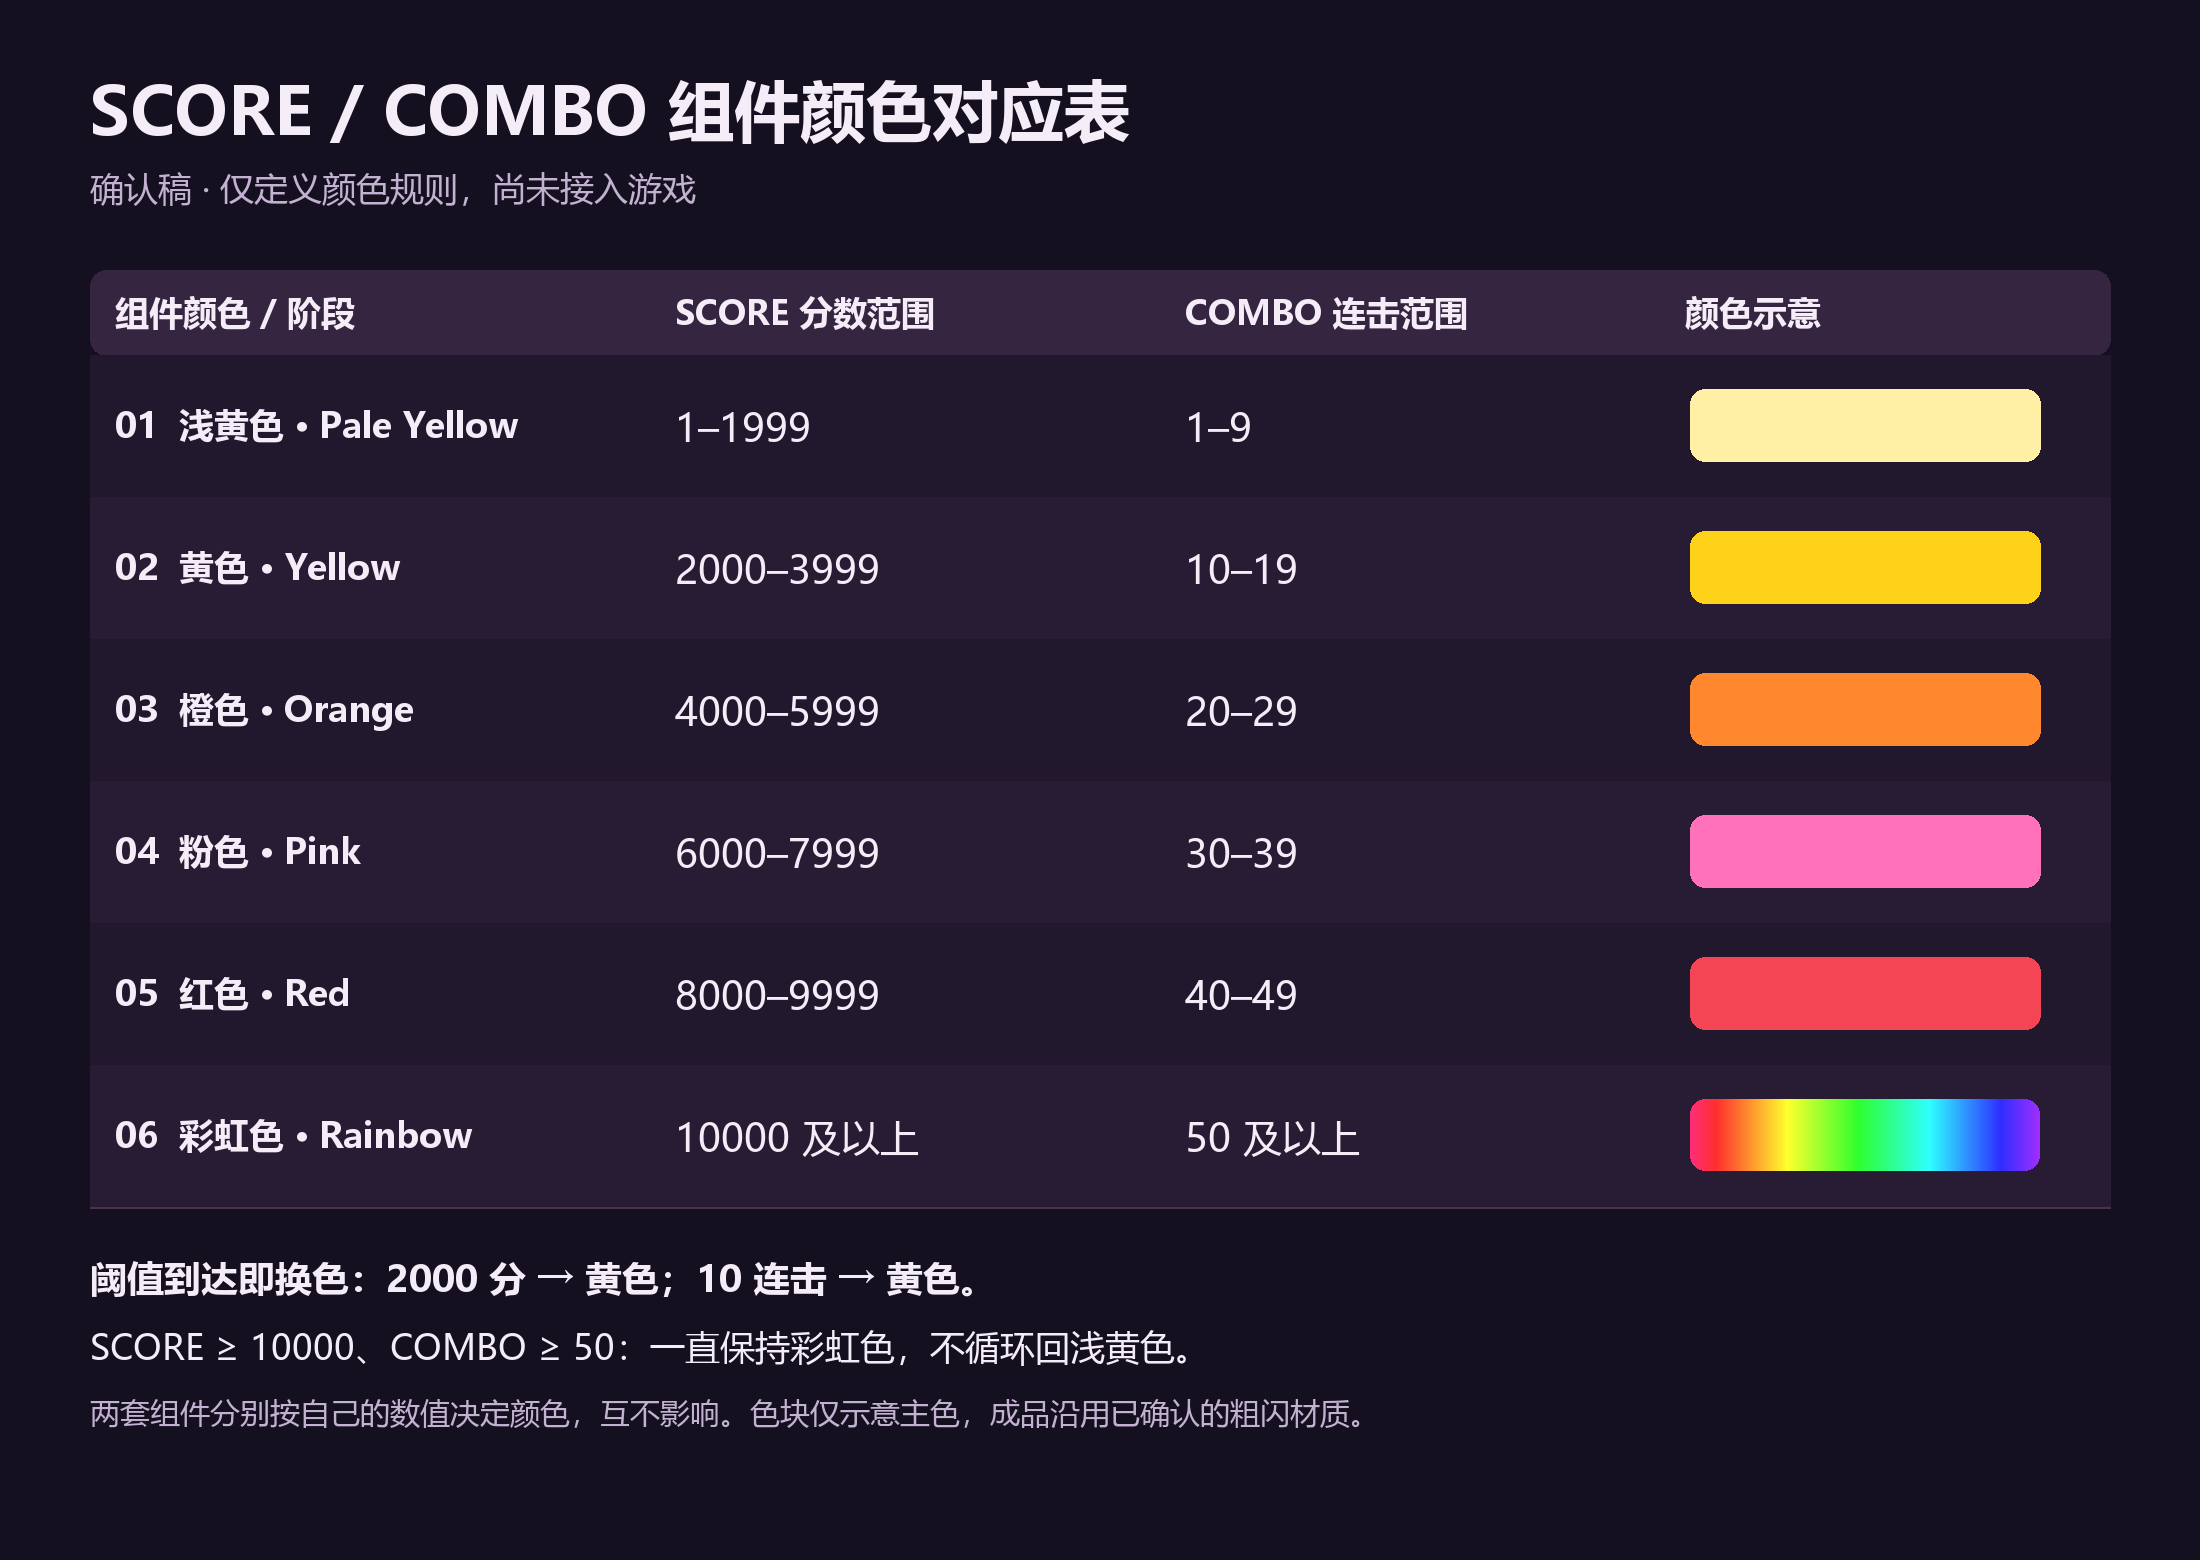 SCORE / COMBO 组件颜色对应表
确认稿 · 仅定义颜色规则，尚未接入游戏
组件颜色 / 阶段 SCORE 分数范围 COMBO 连击范围 颜色示意
01 浅黄色 • Pale Yellow 1–1999 1–9
02 黄色 • Yellow 2000–3999 10–19
03 橙色 • Orange 4000–5999 20–29
04 粉色 • Pink 6000–7999 30–39
05 红色 • Red 8000–9999 40–49
06 彩虹色 • Rainbow 10000 及以上 50 及以上
阈值到达即换色：2000 分 → 黄色；10 连击 → 黄色。
SCORE ≥ 10000、COMBO ≥ 50：一直保持彩虹色，不循环回浅黄色。
两套组件分别按自己的数值决定颜色，互不影响。色块仅示意主色，成品沿用已确认的粗闪材质。